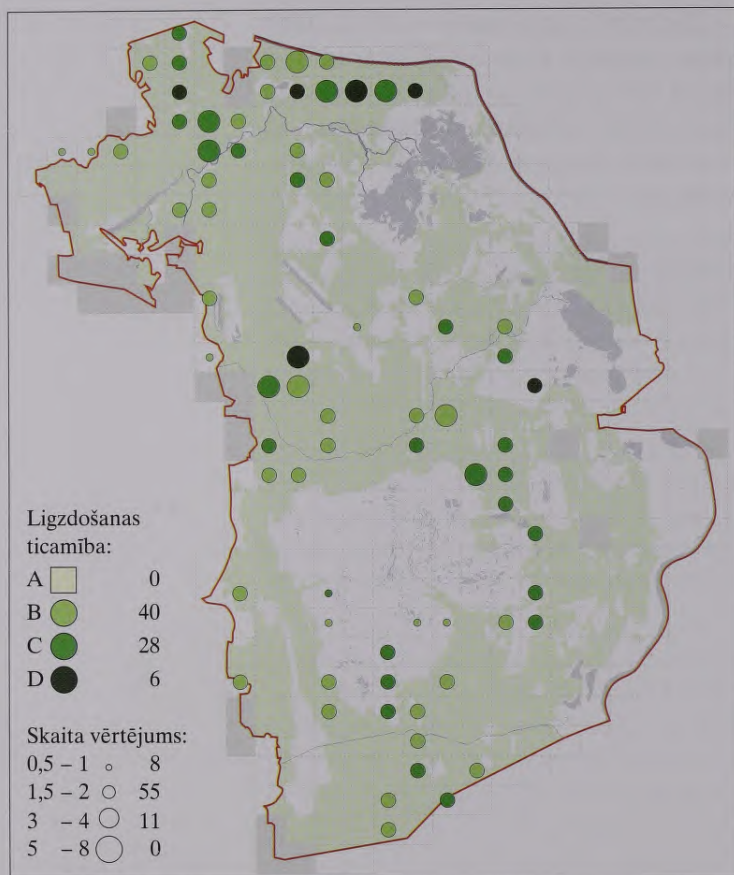 Ligzdošanas
ticamība:
A 0
B 40
C 28
D 6
Skaita vērtējums:
0,5 – 1 8
1,5 – 2 55
3 – 4 11
5 – 8 0